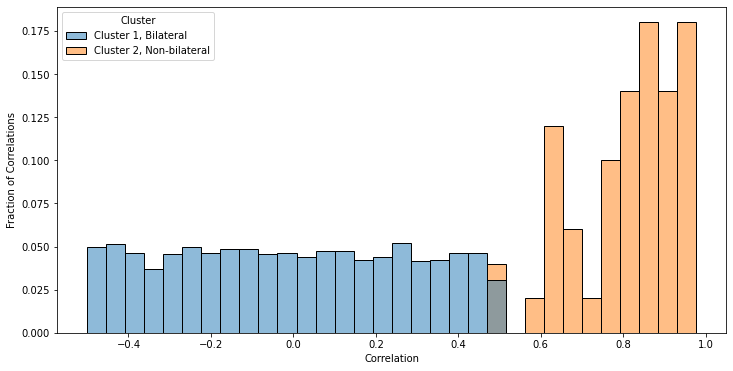 Cluster
Cluster 1, Bilateral
Cluster 2, Non-bilateral
Fraction of Correlations
0.175
0.150
0.125
0.100
0.075
0.050
0.025
0.000
−0.4 −0.2 0.0 0.2 0.4 0.6 0.8 1.0
Correlation